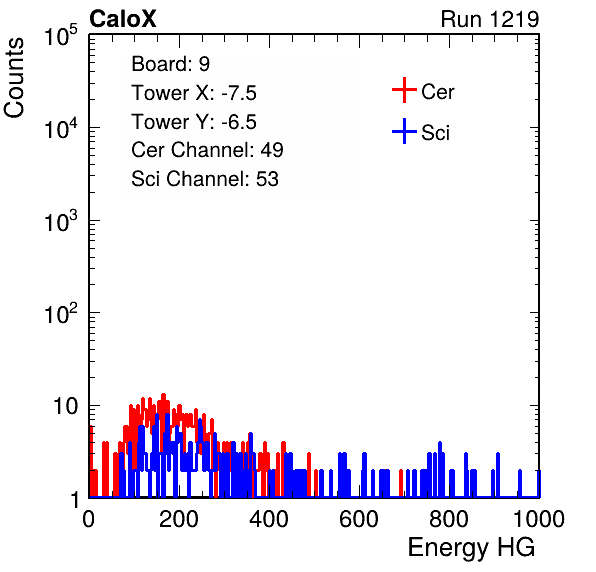 CaloX Run 1219
Counts
10^5
10^4
10^3
10^2
10
1
Board: 9
Tower X: -7.5
Tower Y: -6.5
Cer Channel: 49
Sci Channel: 53
Cer
Sci
0 200 400 600 800 1000
Energy HG